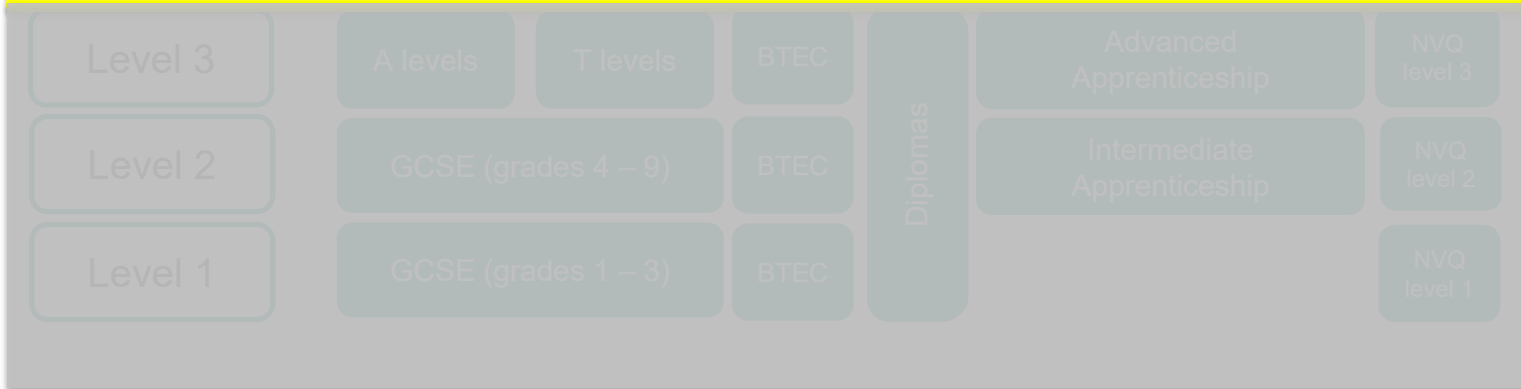 Level 3
A levels
T levels
BTEC
Advanced
Apprenticeship
NVQ
level 3
Diplomas
Level 2
GCSE (grades 4 – 9)
BTEC
Intermediate
Apprenticeship
NVQ
level 2
Level 1
GCSE (grades 1 – 3)
BTEC
NVQ
level 1